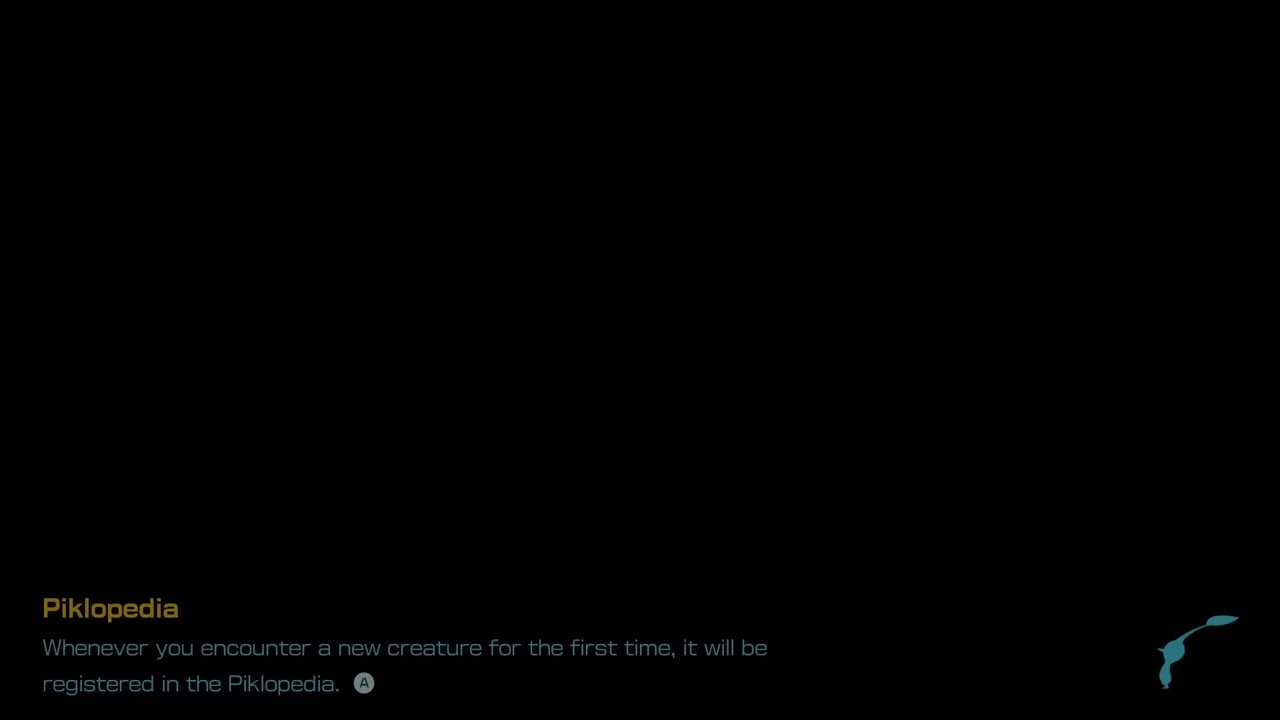 Piklopedia
Whenever you encounter a new creature for the first time, it will be
registered in the Piklopedia. A